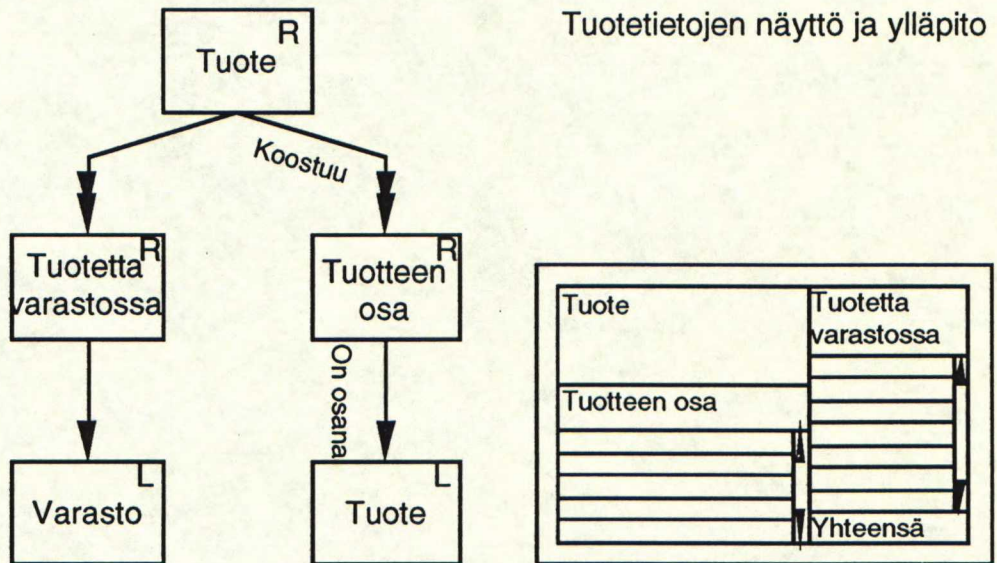 Tuotetietojen näyttö ja ylläpito
R
Tuote
Koostuu
R
Tuotetta
varastossa
R
Tuotteen
osa
On osana
L
Varasto
L
Tuote
Tuote
Tuotetta
varastossa
Tuotteen osa
Yhteensä